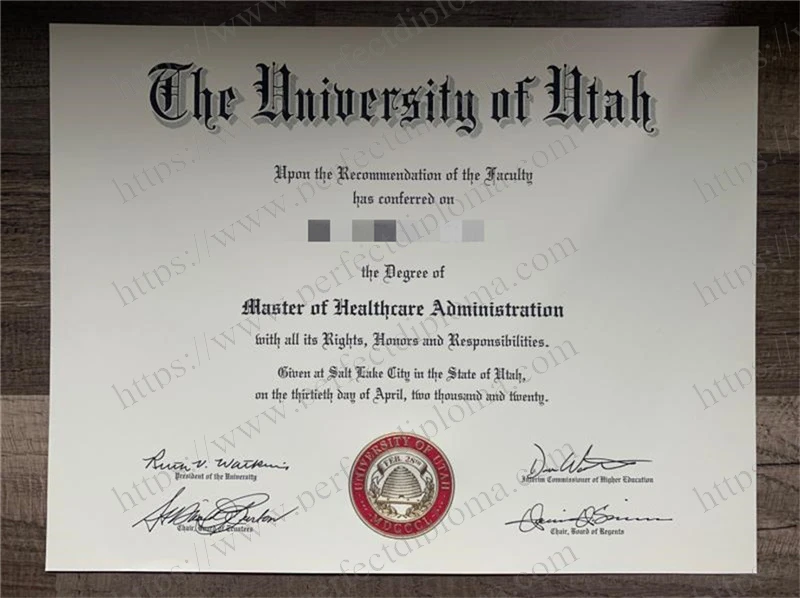 The University of Utah
Upon the Recommendation of the Faculty
has conferred on
the Degree of
Master of Healthcare Administration
with all its Rights, Honors and Responsibilities.
Given at Salt Lake City in the State of Utah,
on the thirtieth day of April, two thousand and twenty.
Ruth V. Watkins
President of the University
Chair, Board of Trustees
UNIVERSITY OF UTAH
FEB. 28TH
MDCCCL
Interim Commissioner of Higher Education
Chair, Board of Regents
https://www.perfectdiploma.com